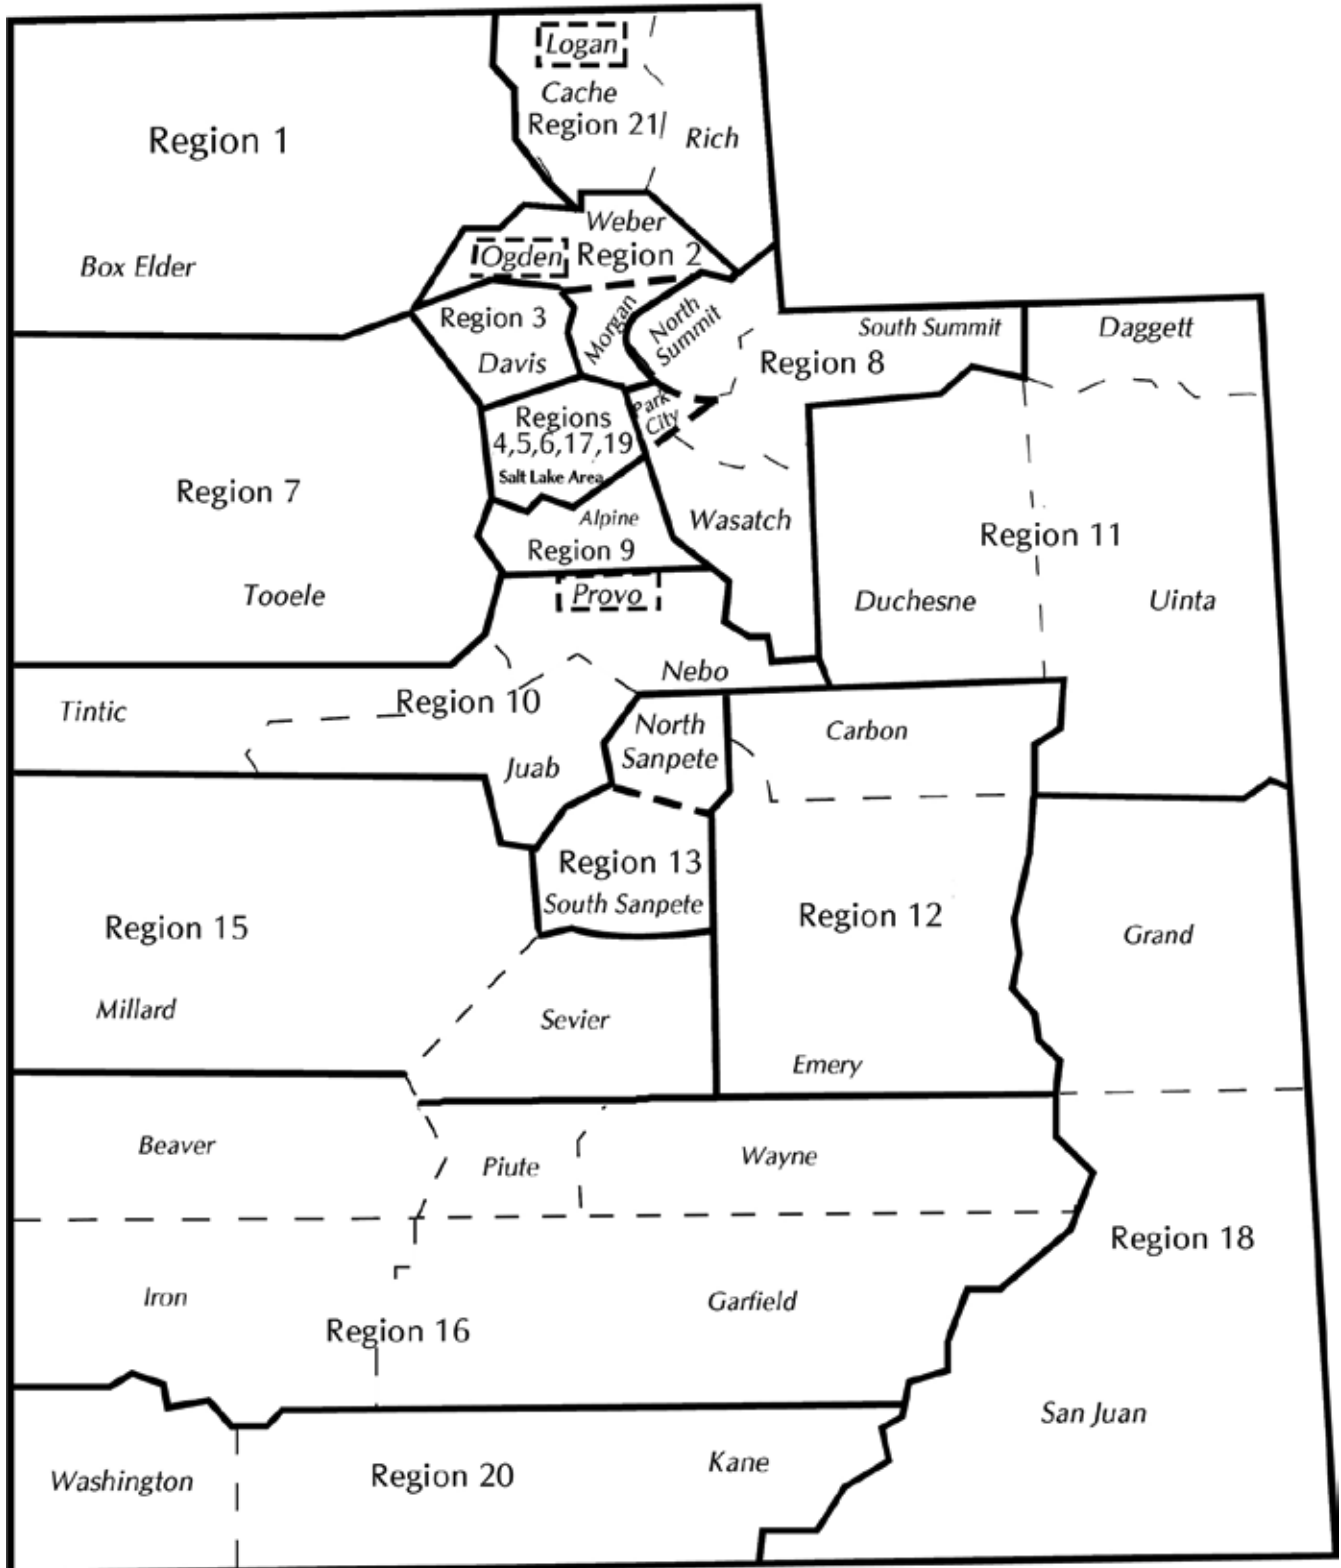 Logan
Cache
Region 21
Rich
Region 1
Box Elder
Weber
Ogden
Region 2
Region 3
Davis
Morgan
North
Summit
South Summit
Daggett
Region 8
Park
City
Regions
4,5,6,17,19
Salt Lake Area
Region 7
Tooele
Alpine
Region 9
Wasatch
Region 11
Duchesne
Uinta
Provo
Nebo
Tintic
Region 10
Juab
North
Sanpete
Carbon
Region 13
South Sanpete
Region 12
Emery
Grand
Region 15
Millard
Sevier
Beaver
Piute
Wayne
Region 18
Iron
Garfield
Region 16
San Juan
Washington
Region 20
Kane